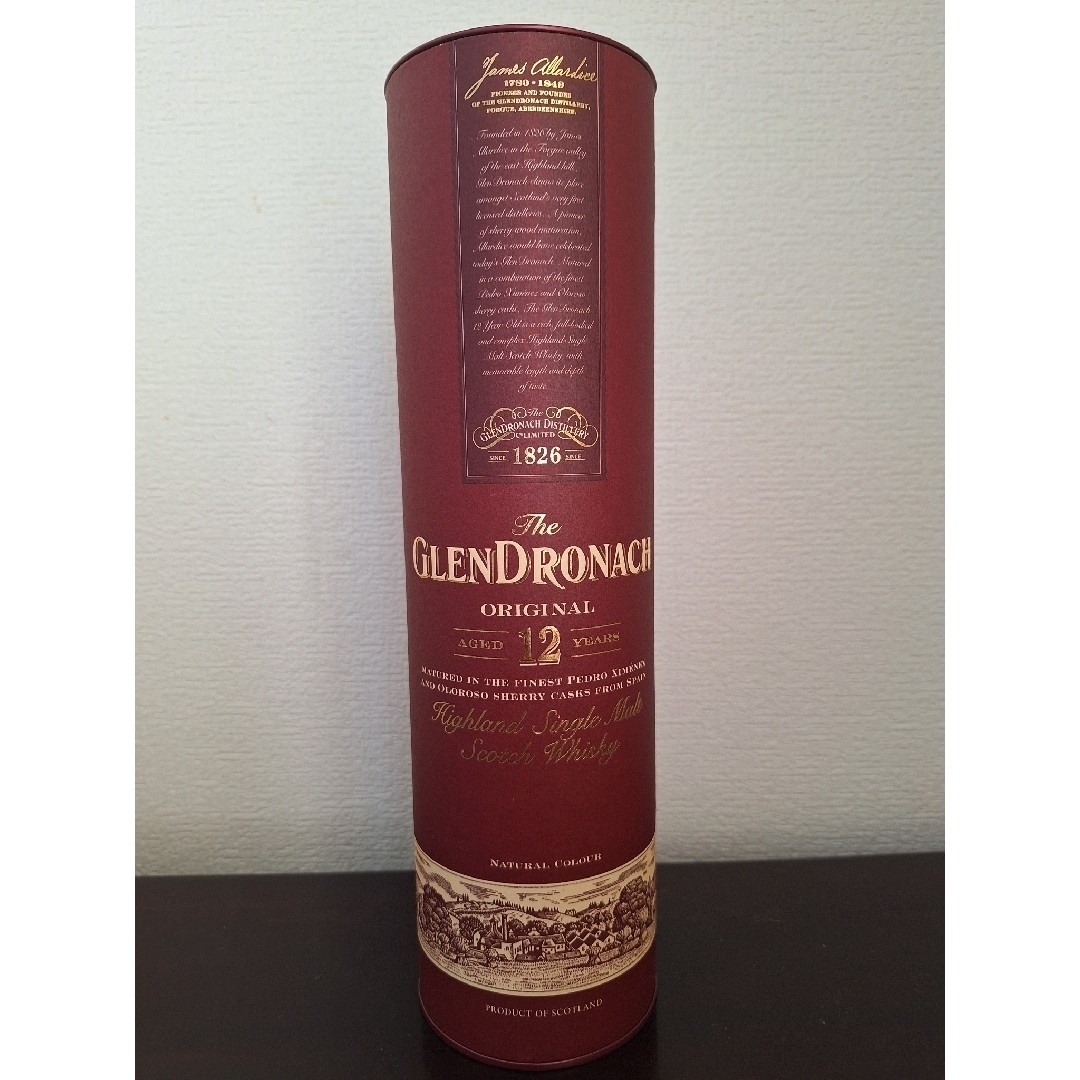 James Allardice
1780 • 1849
PIONEER AND FOUNDER
OF THE GLENDRONACH DISTILLERY,
FORGUE, ABERDEENSHIRE.
Founded in 1826 by James
Allardice in the Forgue valley
of the east Highland hills,
GlenDronach claims its place
amongst Scotland's very first
licensed distilleries. A pioneer
of sherry wood maturation,
Allardice would have celebrated
today's GlenDronach. Matured
in a combination of the finest
Pedro Ximénez and Oloroso
sherry casks, The GlenDronach
12 Year Old is a rich, full-bodied
and complex Highland Single
Malt Scotch Whisky with
memorable length and depth
of taste.
The
GLENDRONACH DISTILLERY
Co LIMITED
SINCE 1826 SINCE
The
GLENDRONACH
ORIGINAL
AGED 12 YEARS
MATURED IN THE FINEST PEDRO XIMÉNEZ
AND OLOROSO SHERRY CASKS FROM SPAIN
Highland Single Malt
Scotch Whisky
NATURAL COLOUR
PRODUCT OF SCOTLAND